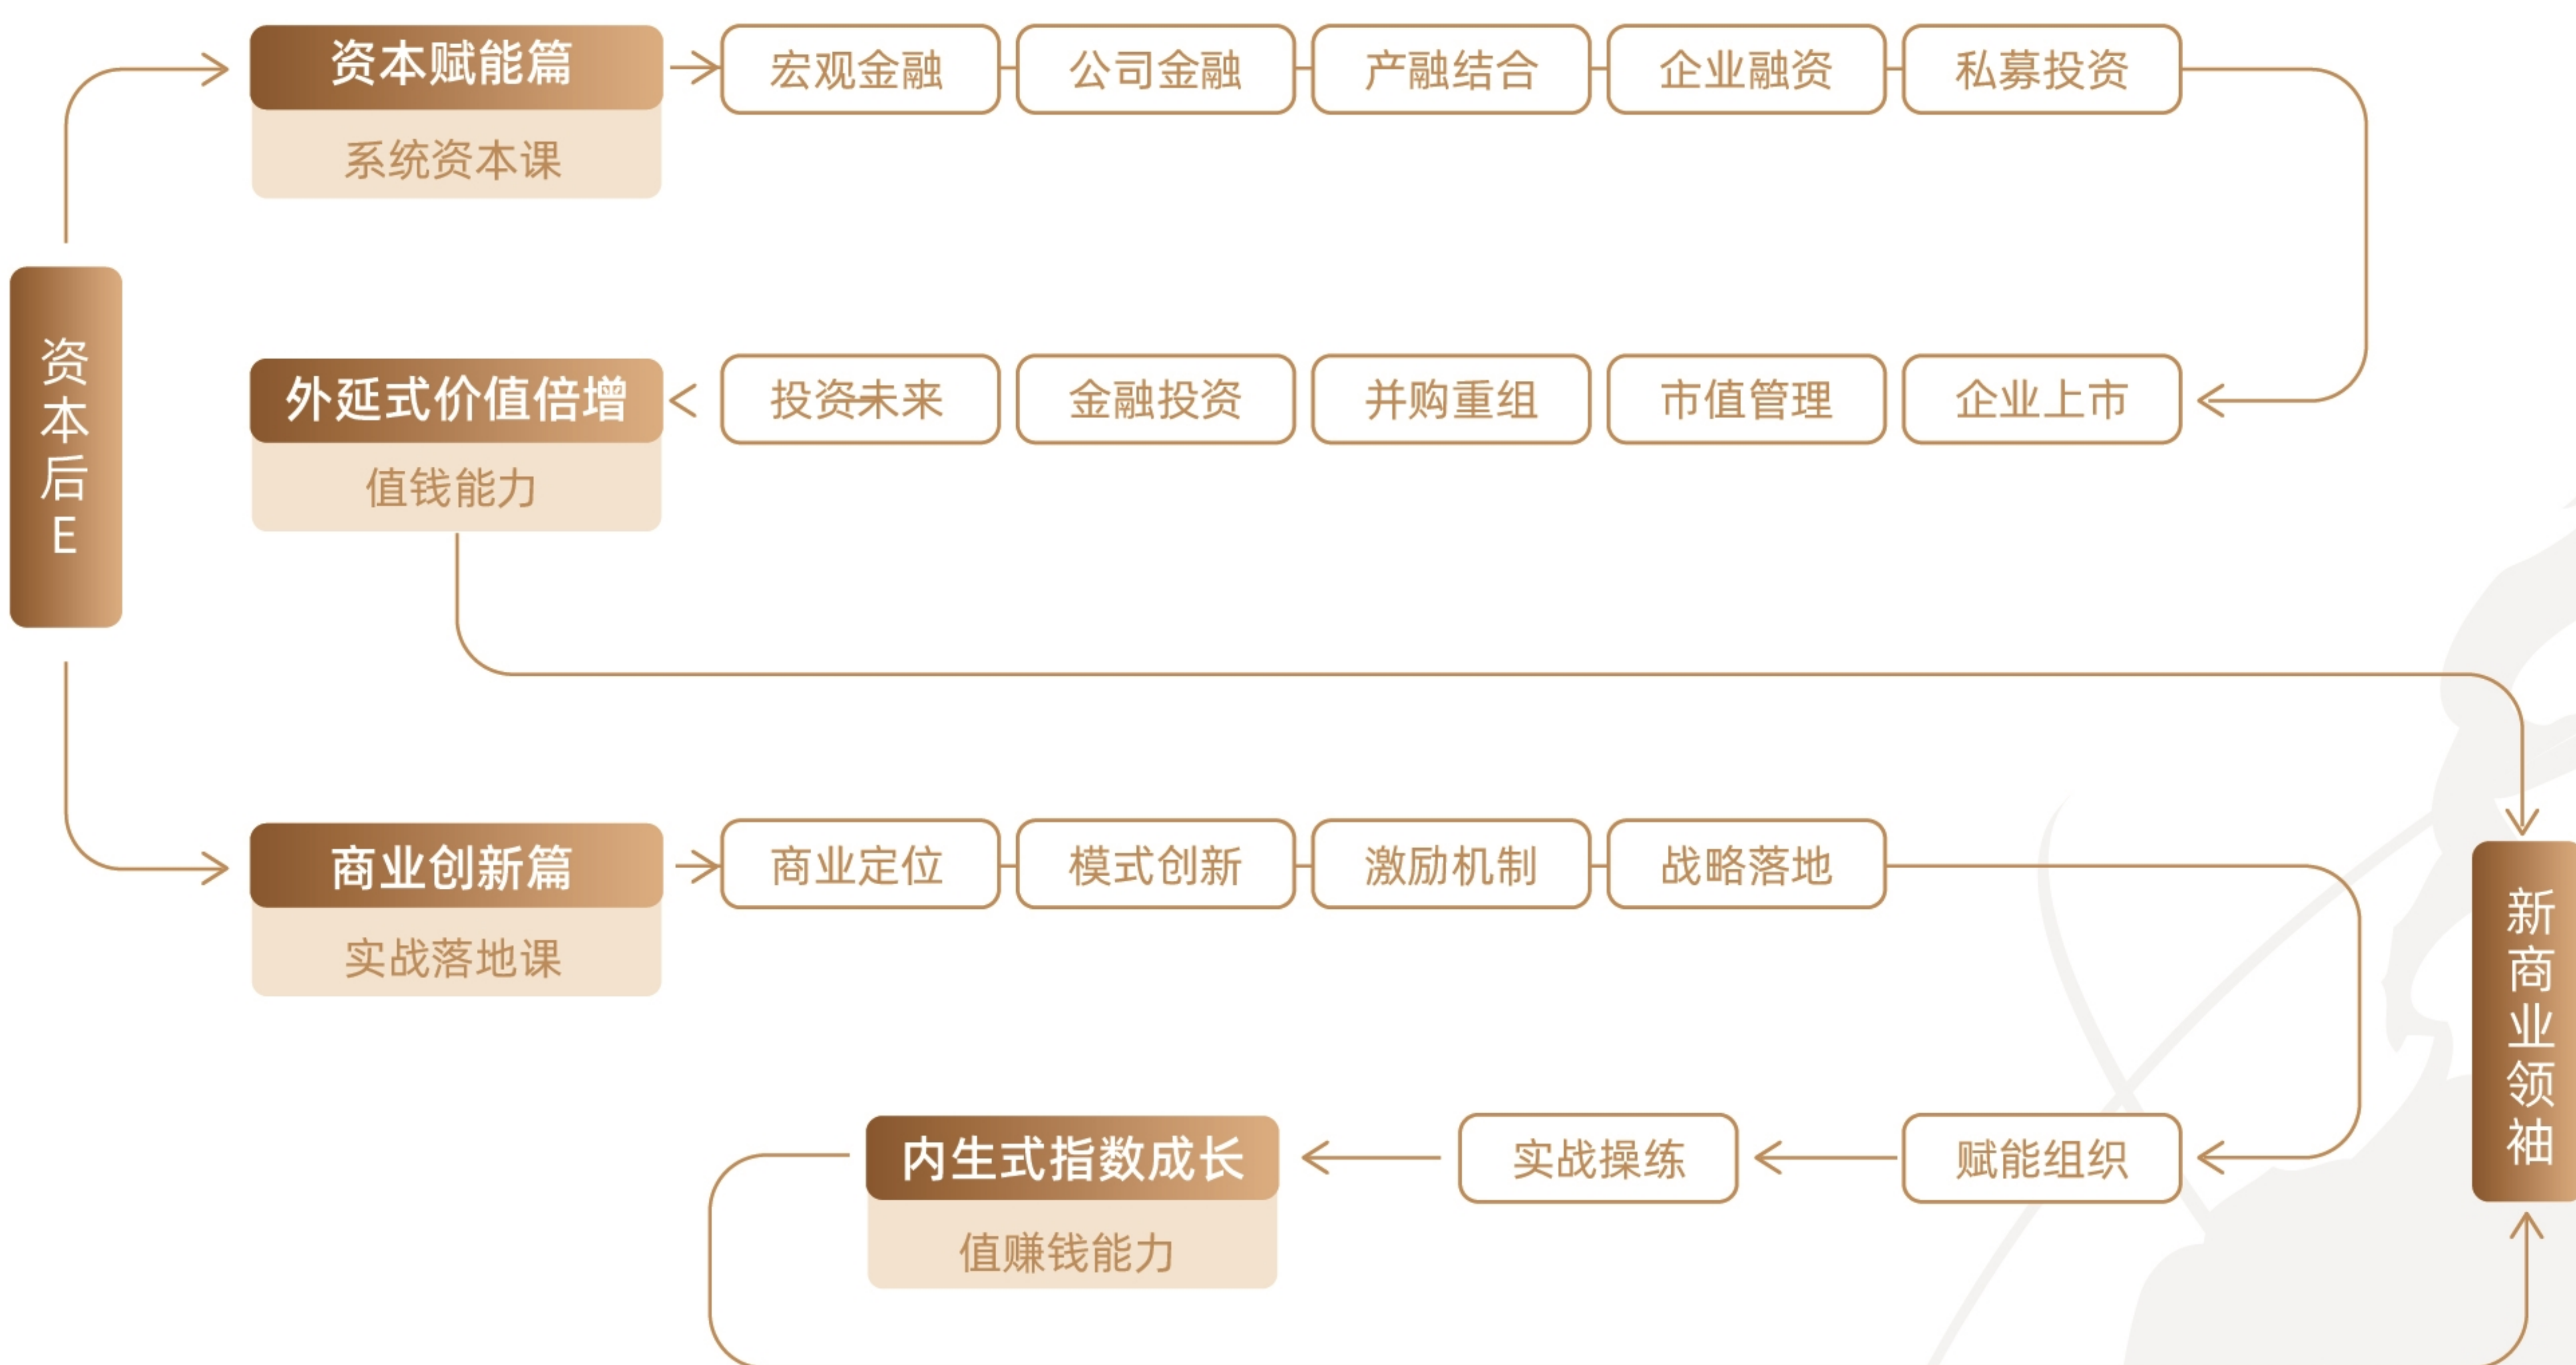 资本后E
资本赋能篇
系统资本课
宏观金融
公司金融
产融结合
企业融资
私募投资
外延式价值倍增
值钱能力
投资未来
金融投资
并购重组
市值管理
企业上市
商业创新篇
实战落地课
商业定位
模式创新
激励机制
战略落地
内生式指数成长
值赚钱能力
实战操练
赋能组织
新商业领袖